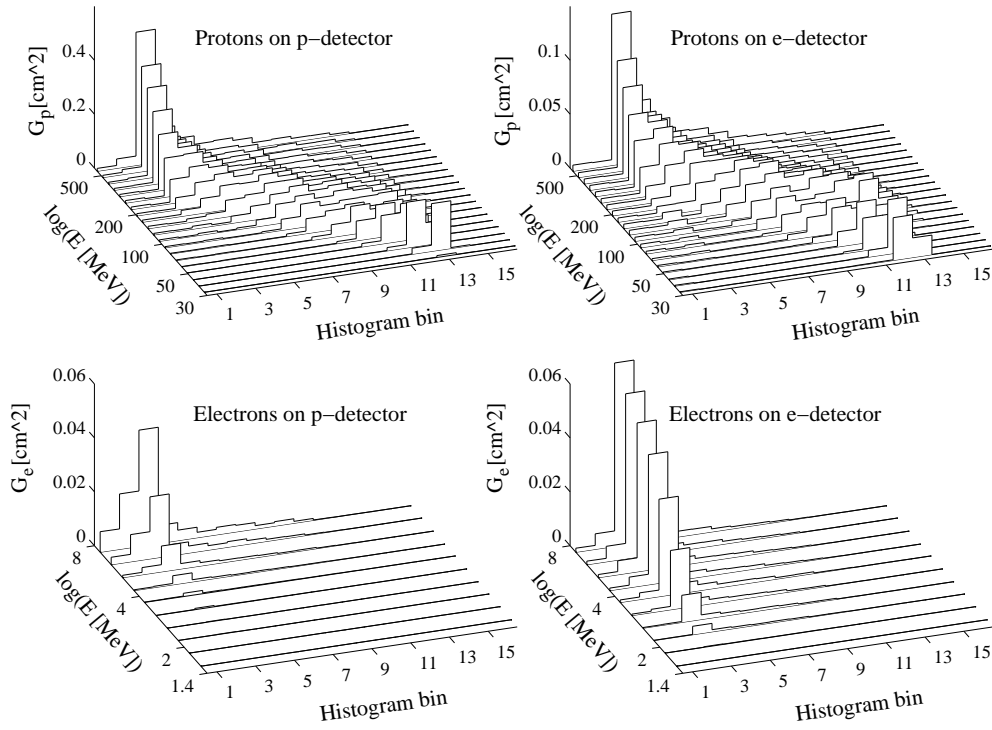 Protons on p−detector
G_p [cm^2]
0.4
0.2
0
500
200
100
50
30
log(E [MeV])
1 3 5 7 9 11 13 15
Histogram bin
Protons on e−detector
G_p [cm^2]
0.1
0.05
0
500
200
100
50
30
log(E [MeV])
1 3 5 7 9 11 13 15
Histogram bin
Electrons on p−detector
G_e [cm^2]
0.06
0.04
0.02
0
8
4
2
1.4
log(E [MeV])
1 3 5 7 9 11 13 15
Histogram bin
Electrons on e−detector
G_e [cm^2]
0.06
0.04
0.02
0
8
4
2
1.4
log(E [MeV])
1 3 5 7 9 11 13 15
Histogram bin